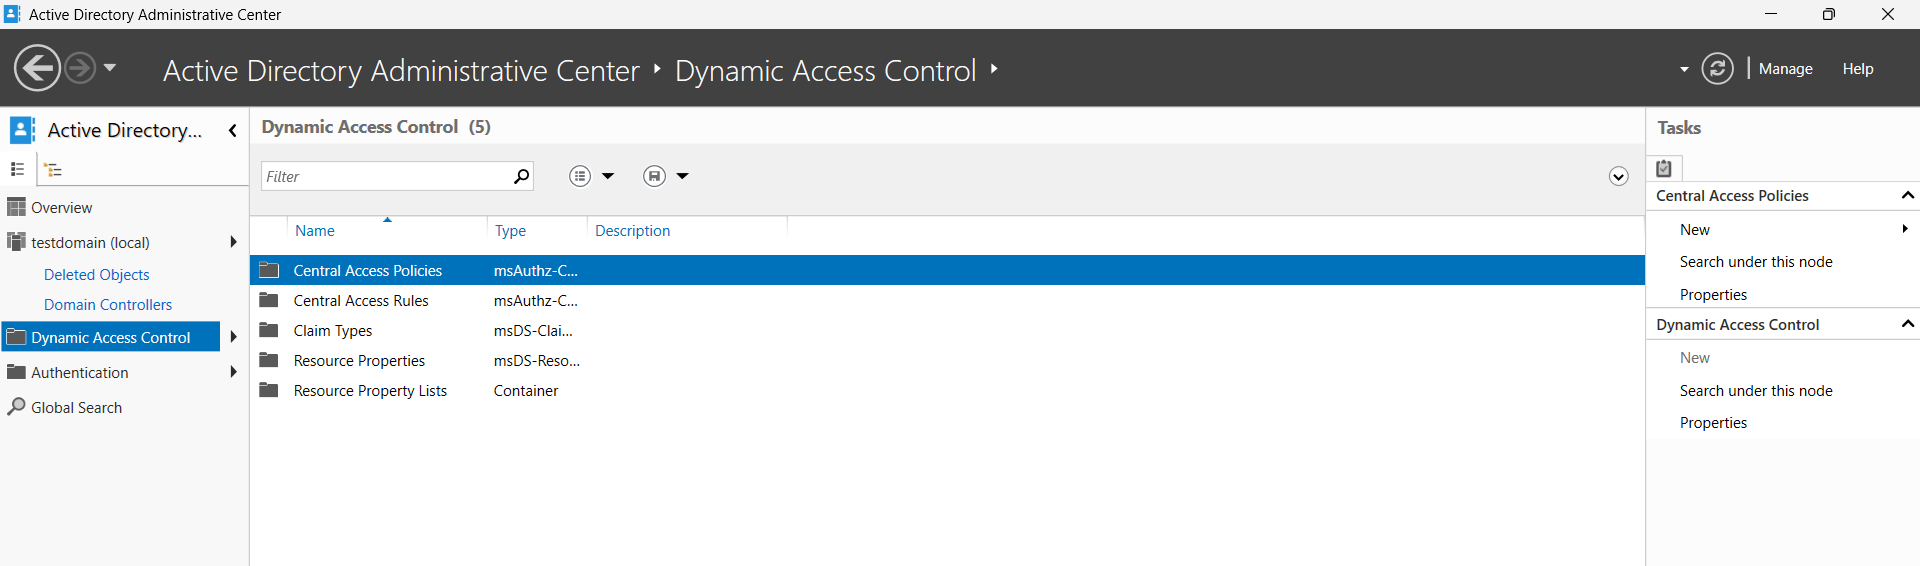 Active Directory Administrative Center
Active Directory Administrative Center Dynamic Access Control
Manage Help
Active Directory...
Overview
testdomain (local)
Deleted Objects
Domain Controllers
Dynamic Access Control
Authentication
Global Search
Dynamic Access Control (5)
Filter
Name Type Description
Central Access Policies msAuthz-C...
Central Access Rules msAuthz-C...
Claim Types msDS-Clai...
Resource Properties msDS-Reso...
Resource Property Lists Container
Tasks
Central Access Policies
New
Search under this node
Properties
Dynamic Access Control
New
Search under this node
Properties